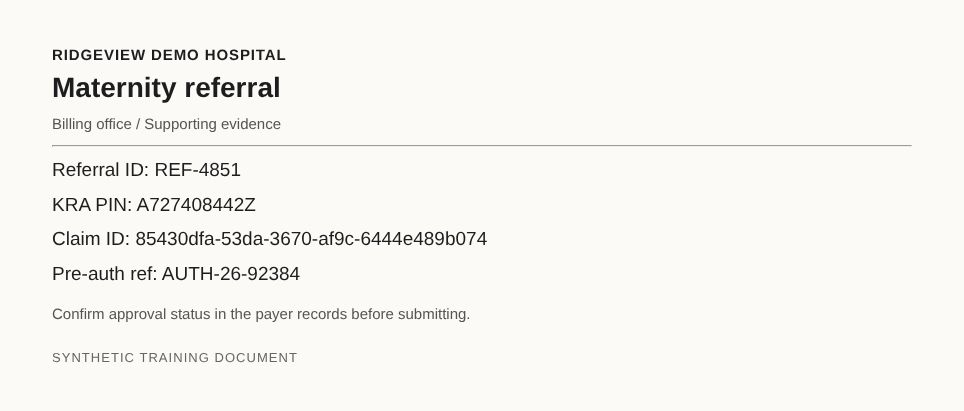 RIDGEVIEW DEMO HOSPITAL
Maternity referral
Billing office / Supporting evidence
Referral ID: REF-4851
KRA PIN: A727408442Z
Claim ID: 85430dfa-53da-3670-af9c-6444e489b074
Pre-auth ref: AUTH-26-92384
Confirm approval status in the payer records before submitting.
SYNTHETIC TRAINING DOCUMENT